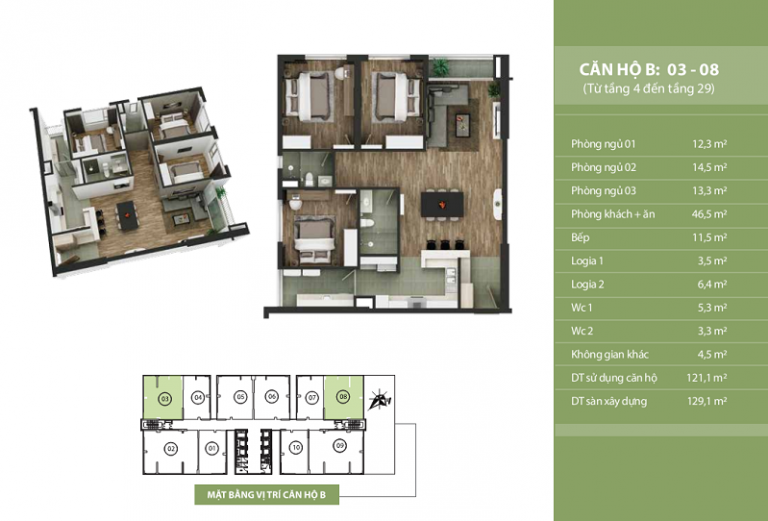 CĂN HỘ B: 03 - 08
(Từ tầng 4 đến tầng 29)
Phòng ngủ 01 12,3 m²
Phòng ngủ 02 14,5 m²
Phòng ngủ 03 13,3 m²
Phòng khách + ăn 46,5 m²
Bếp 11,5 m²
Logia 1 3,5 m²
Logia 2 6,4 m²
Wc 1 5,3 m²
Wc 2 3,3 m²
Không gian khác 4,5 m²
DT sử dụng căn hộ 121,1 m²
DT sàn xây dựng 129,1 m²
03 04 05 06 07 08
02 01 10 09
MẶT BẰNG VỊ TRÍ CĂN HỘ B